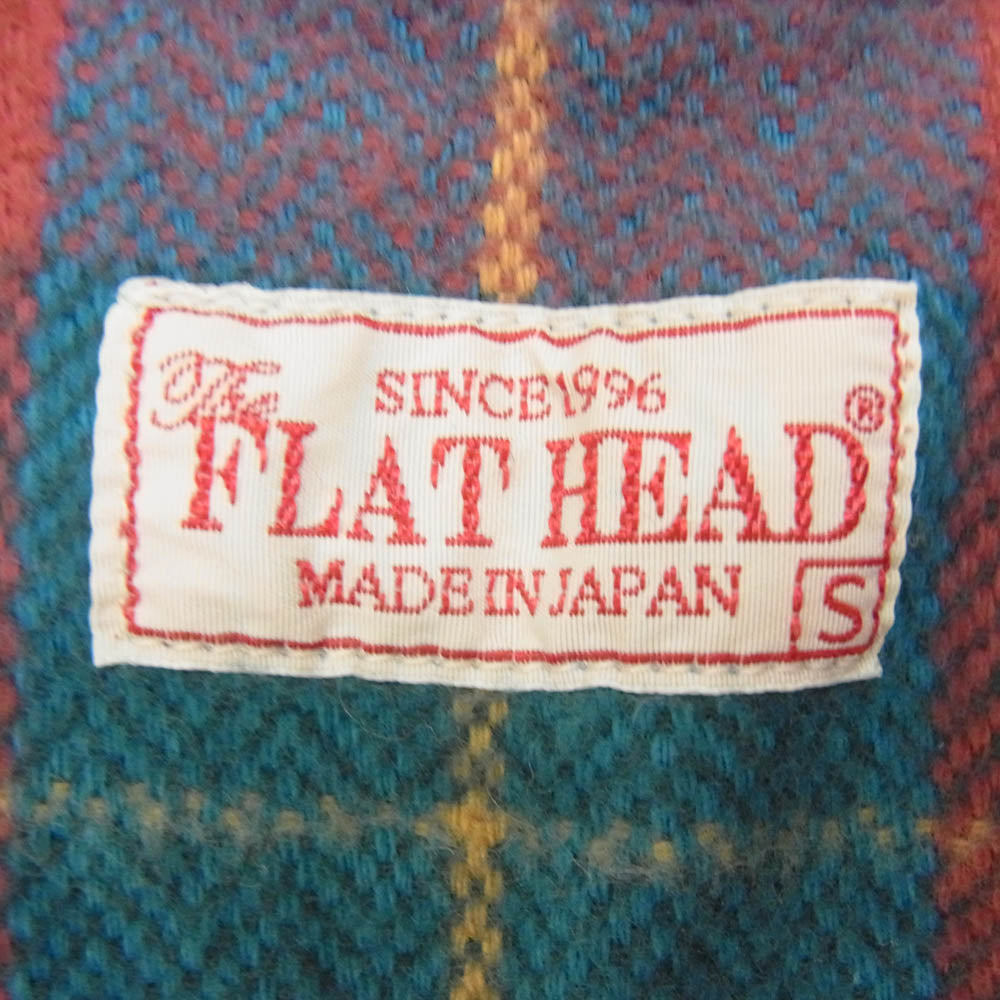 The
SINCE 1996
FLAT HEAD®
MADE IN JAPAN
S